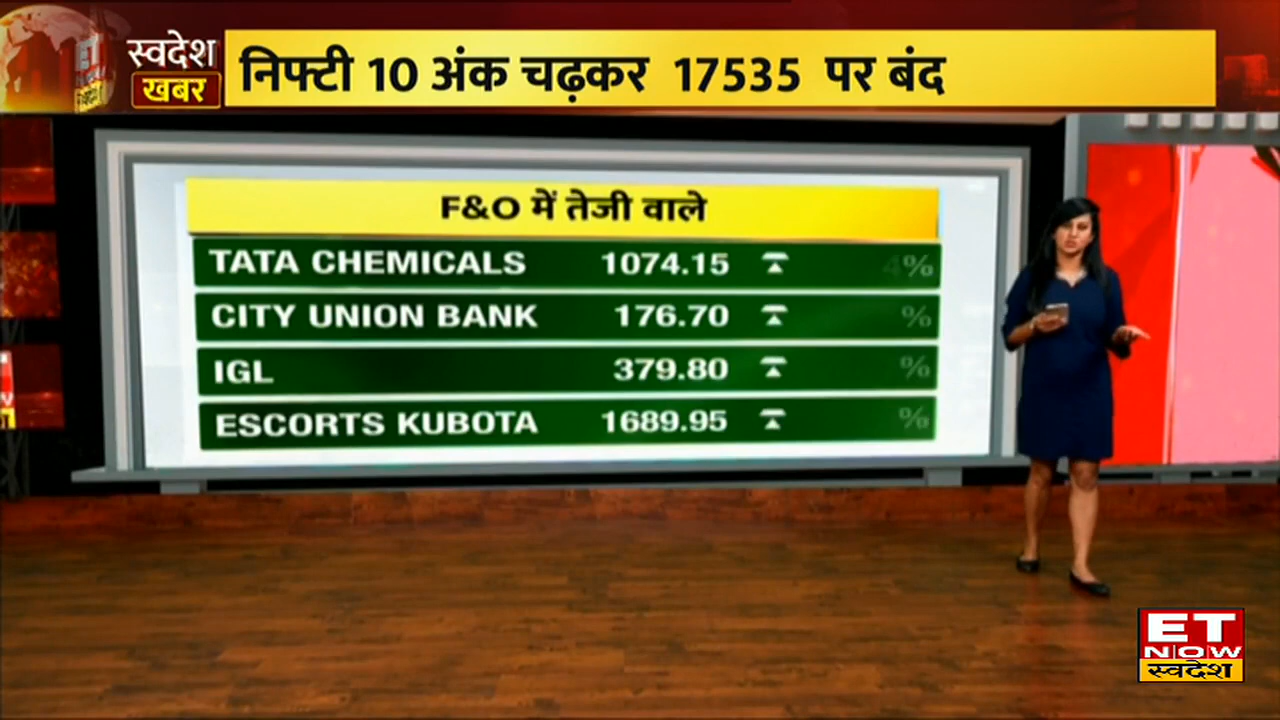 स्वदेश
खबर
निफ्टी 10 अंक चढ़कर 17535 पर बंद
F&O में तेजी वाले
TATA CHEMICALS 1074.15 4%
CITY UNION BANK 176.70 %
IGL 379.80 %
ESCORTS KUBOTA 1689.95 %
ET
NOW
स्वदेश